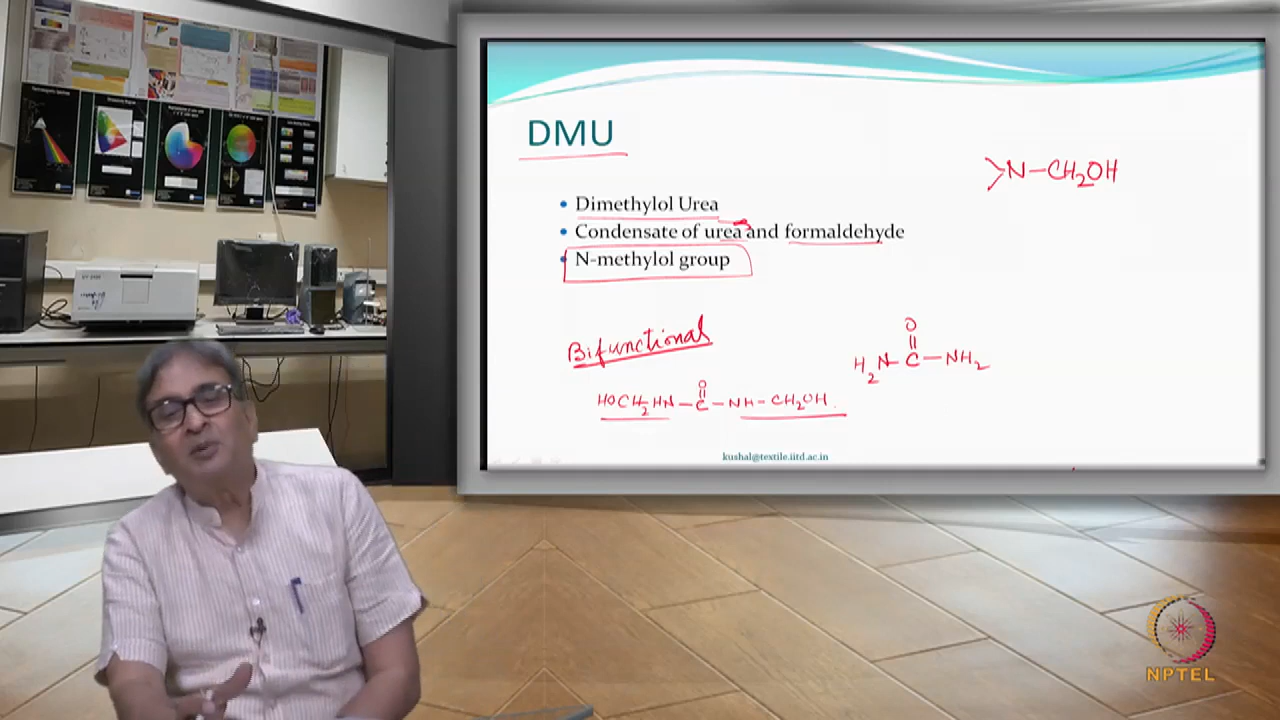 DMU
>N-CH₂OH
• Dimethylol Urea
• Condensate of urea and formaldehyde
• N-methylol group
Bifunctional
O
||
H₂N-C-NH₂
O
||
HOCH₂HN-C-NH-CH₂OH.
kushal@textile.iitd.ac.in
NPTEL